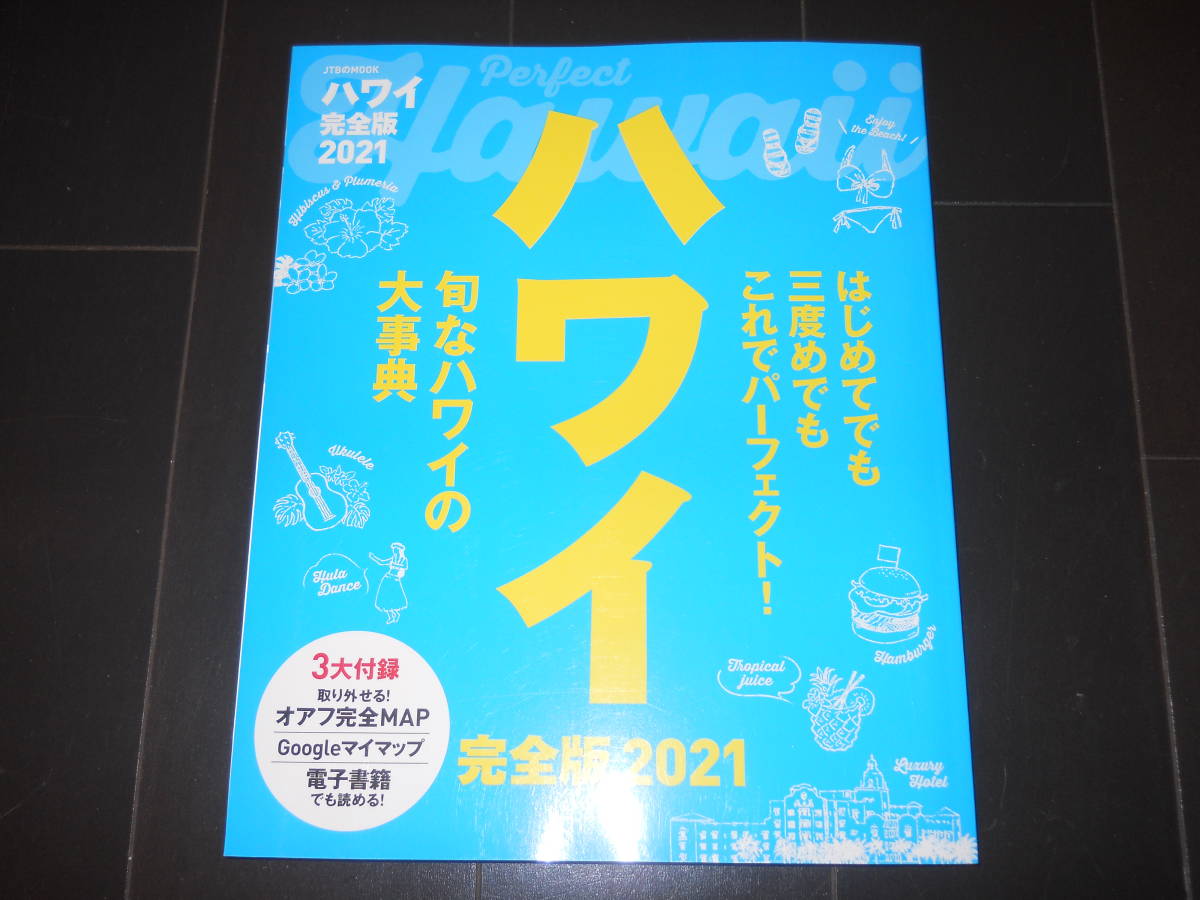 JTBのMOOK
ハワイ
完全版
2021
Perfect
Hawaii
ハワイ
完全版 2021
はじめてでも
三度めでも
これでパーフェクト!
旬なハワイの
大事典
Hibiscus & Plumeria
Enjoy
the Beach!
Ukulele
Hula
Dance
Hamburger
Tropical
juice
Luxury
Hotel
3大付録
取り外せる!
オアフ完全MAP
Googleマイマップ
電子書籍
でも読める!